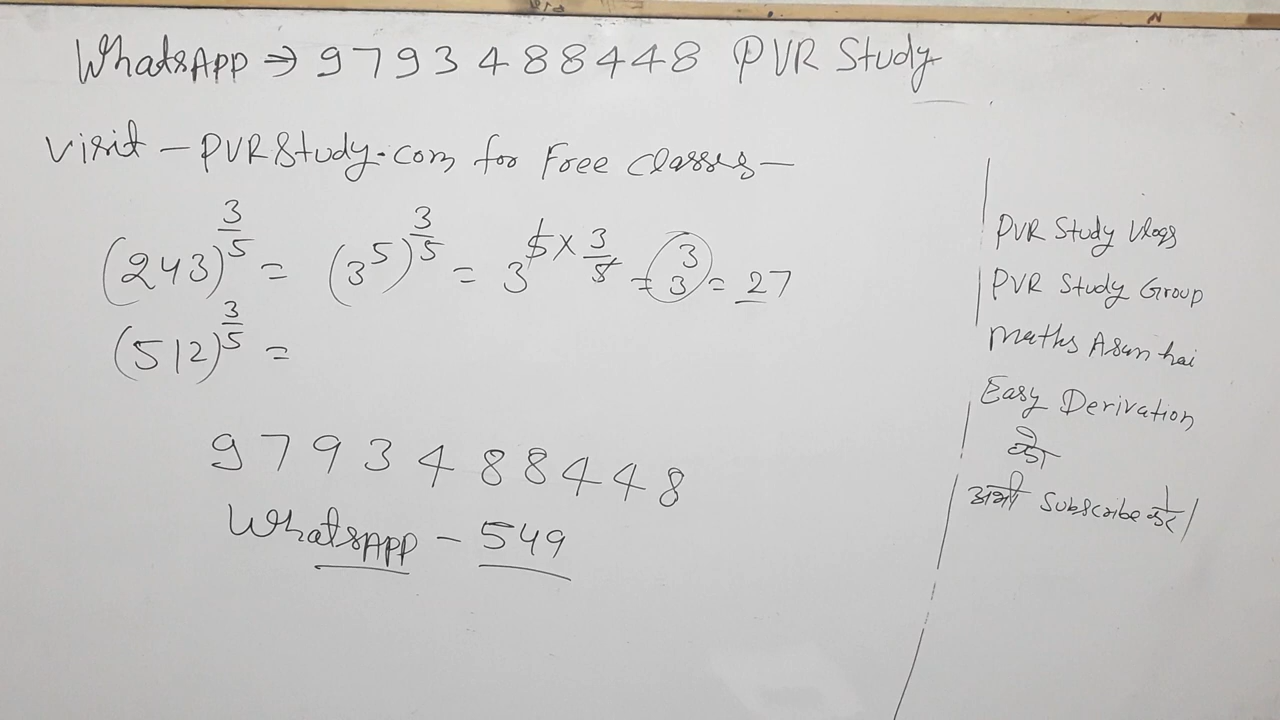 WhatsApp ⇒ 9793488448 PVR Study
Visit - PVRStudy.com for Free Classes -
(243)^{3/5} = (3^5)^{3/5} = 3^{5 × 3/5} = 3^3 = 27
(512)^{3/5} =
9793488448
WhatsApp - 549
PVR Study Vlogs
PVR Study Group
Maths Asan hai
Easy Derivation
को
अभी Subscribe करें।